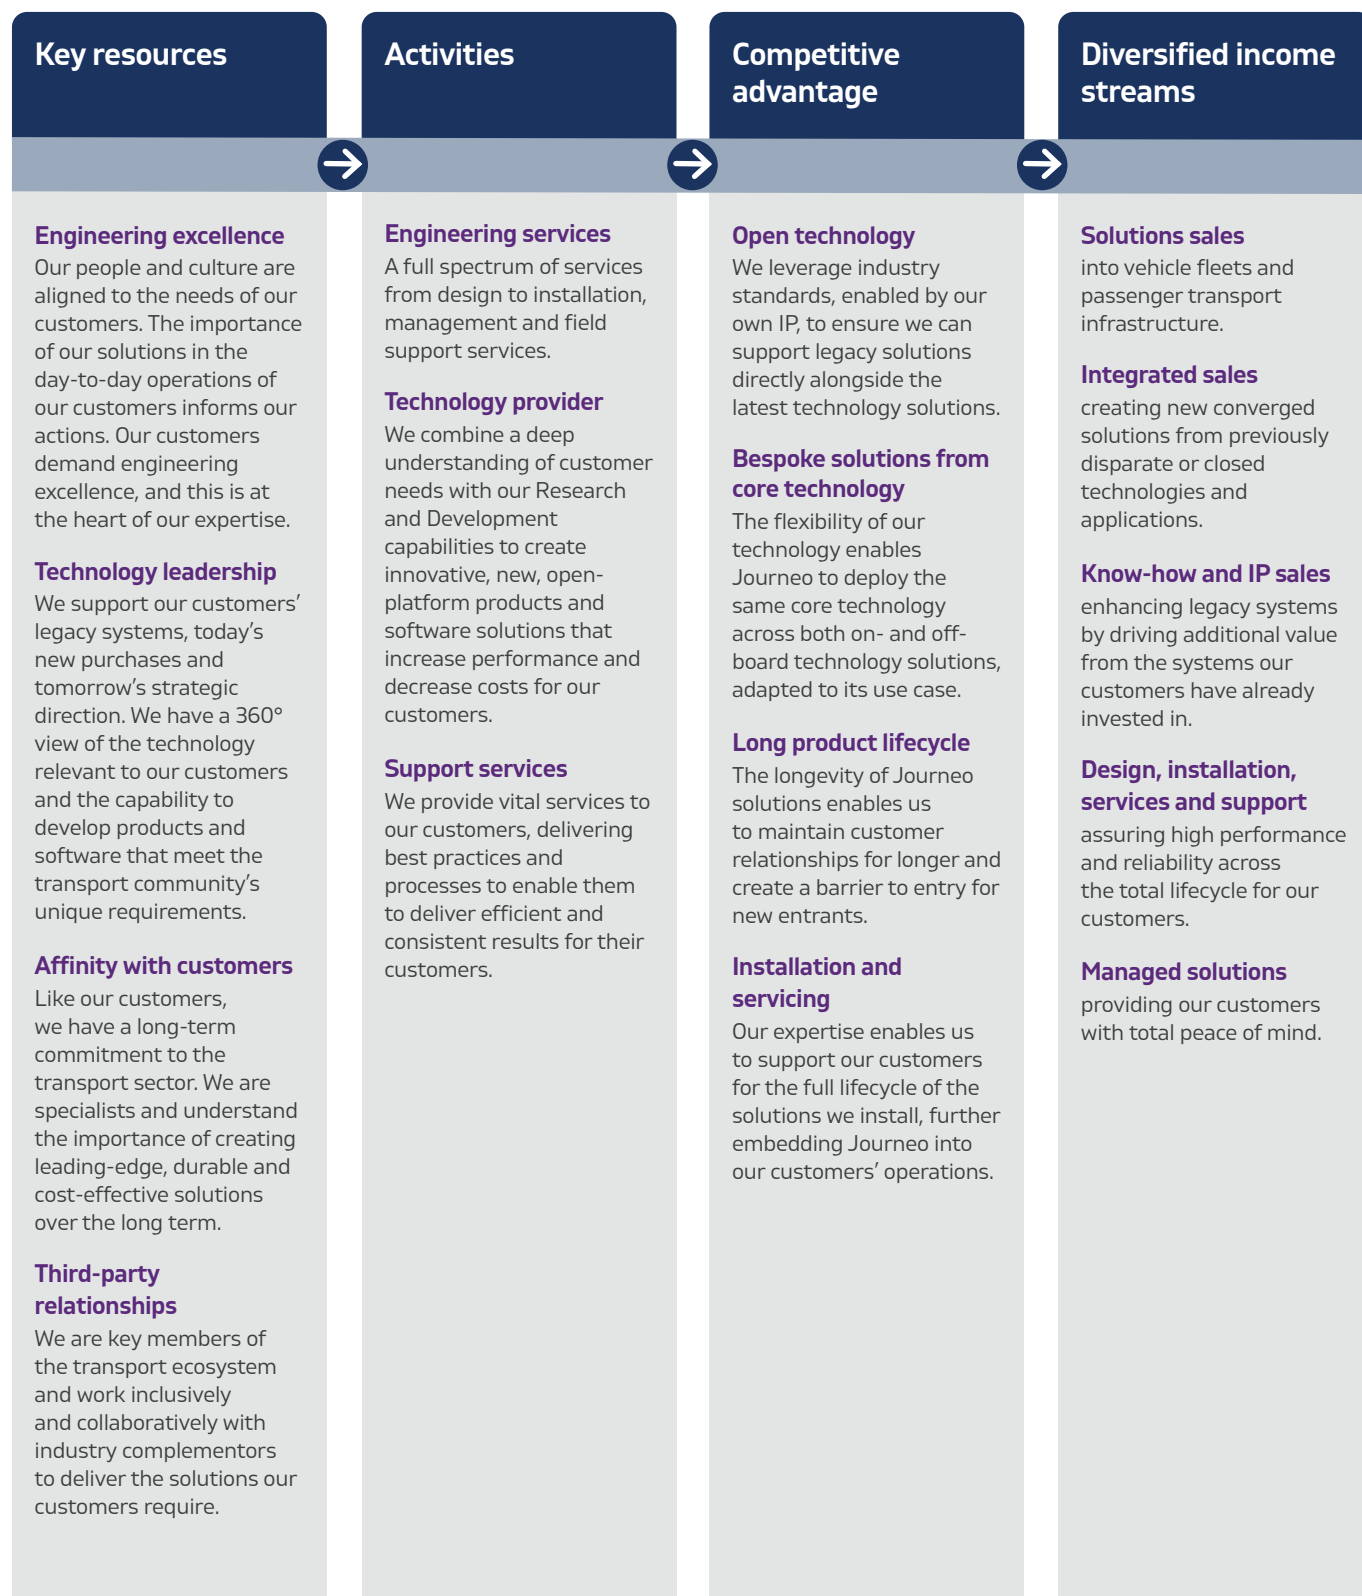 Key resources
Engineering excellence
Our people and culture are
aligned to the needs of our
customers. The importance
of our solutions in the
day-to-day operations of
our customers informs our
actions. Our customers
demand engineering
excellence, and this is at
the heart of our expertise.
Technology leadership
We support our customers’
legacy systems, today’s
new purchases and
tomorrow’s strategic
direction. We have a 360°
view of the technology
relevant to our customers
and the capability to
develop products and
software that meet the
transport community’s
unique requirements.
Affinity with customers
Like our customers,
we have a long-term
commitment to the
transport sector. We are
specialists and understand
the importance of creating
leading-edge, durable and
cost-effective solutions
over the long term.
Third-party
relationships
We are key members of
the transport ecosystem
and work inclusively
and collaboratively with
industry complementors
to deliver the solutions our
customers require.
Activities
Engineering services
A full spectrum of services
from design to installation,
management and field
support services.
Technology provider
We combine a deep
understanding of customer
needs with our Research
and Development
capabilities to create
innovative, new, open-
platform products and
software solutions that
increase performance and
decrease costs for our
customers.
Support services
We provide vital services to
our customers, delivering
best practices and
processes to enable them
to deliver efficient and
consistent results for their
customers.
Competitive
advantage
Open technology
We leverage industry
standards, enabled by our
own IP, to ensure we can
support legacy solutions
directly alongside the
latest technology solutions.
Bespoke solutions from
core technology
The flexibility of our
technology enables
Journeo to deploy the
same core technology
across both on- and off-
board technology solutions,
adapted to its use case.
Long product lifecycle
The longevity of Journeo
solutions enables us
to maintain customer
relationships for longer and
create a barrier to entry for
new entrants.
Installation and
servicing
Our expertise enables us
to support our customers
for the full lifecycle of the
solutions we install, further
embedding Journeo into
our customers’ operations.
Diversified income
streams
Solutions sales
into vehicle fleets and
passenger transport
infrastructure.
Integrated sales
creating new converged
solutions from previously
disparate or closed
technologies and
applications.
Know-how and IP sales
enhancing legacy systems
by driving additional value
from the systems our
customers have already
invested in.
Design, installation,
services and support
assuring high performance
and reliability across
the total lifecycle for our
customers.
Managed solutions
providing our customers
with total peace of mind.